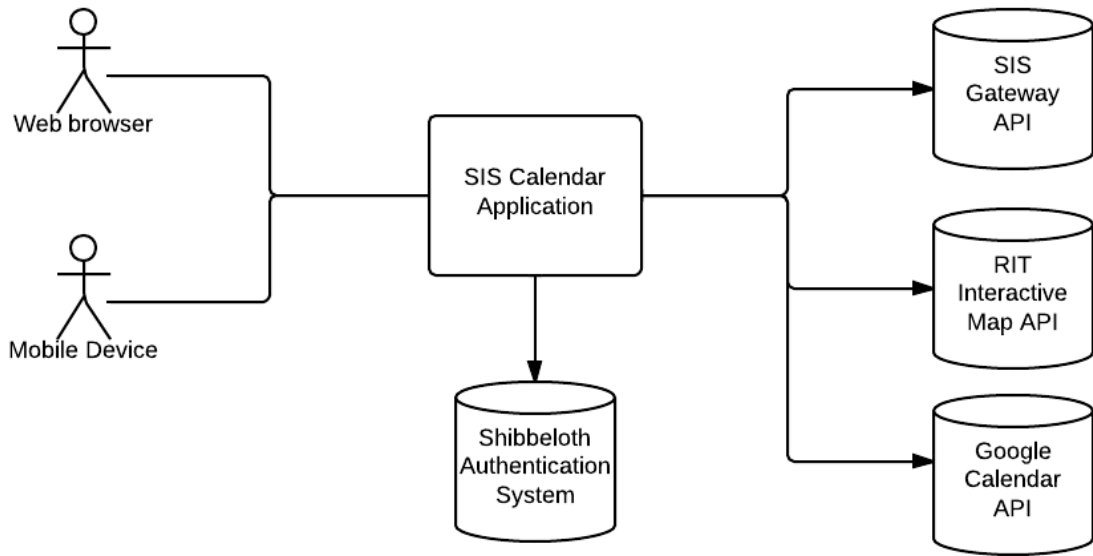 Web browser
Mobile Device
SIS Calendar
Application
Shibbeloth
Authentication
System
SIS
Gateway
API
RIT
Interactive
Map API
Google
Calendar
API